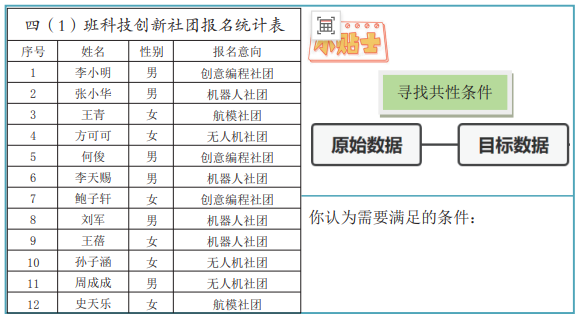 四（1）班科技创新社团报名统计表
序号 姓名 性别 报名意向
1 李小明 男 创意编程社团
2 张小华 男 机器人社团
3 王青 女 航模社团
4 方可可 女 无人机社团
5 何俊 男 创意编程社团
6 李天赐 男 机器人社团
7 鲍子轩 女 创意编程社团
8 刘军 男 机器人社团
9 王蓓 女 机器人社团
10 孙子涵 女 无人机社团
11 周成成 男 无人机社团
12 史天乐 女 航模社团
小贴士
寻找共性条件
原始数据
目标数据
你认为需要满足的条件：